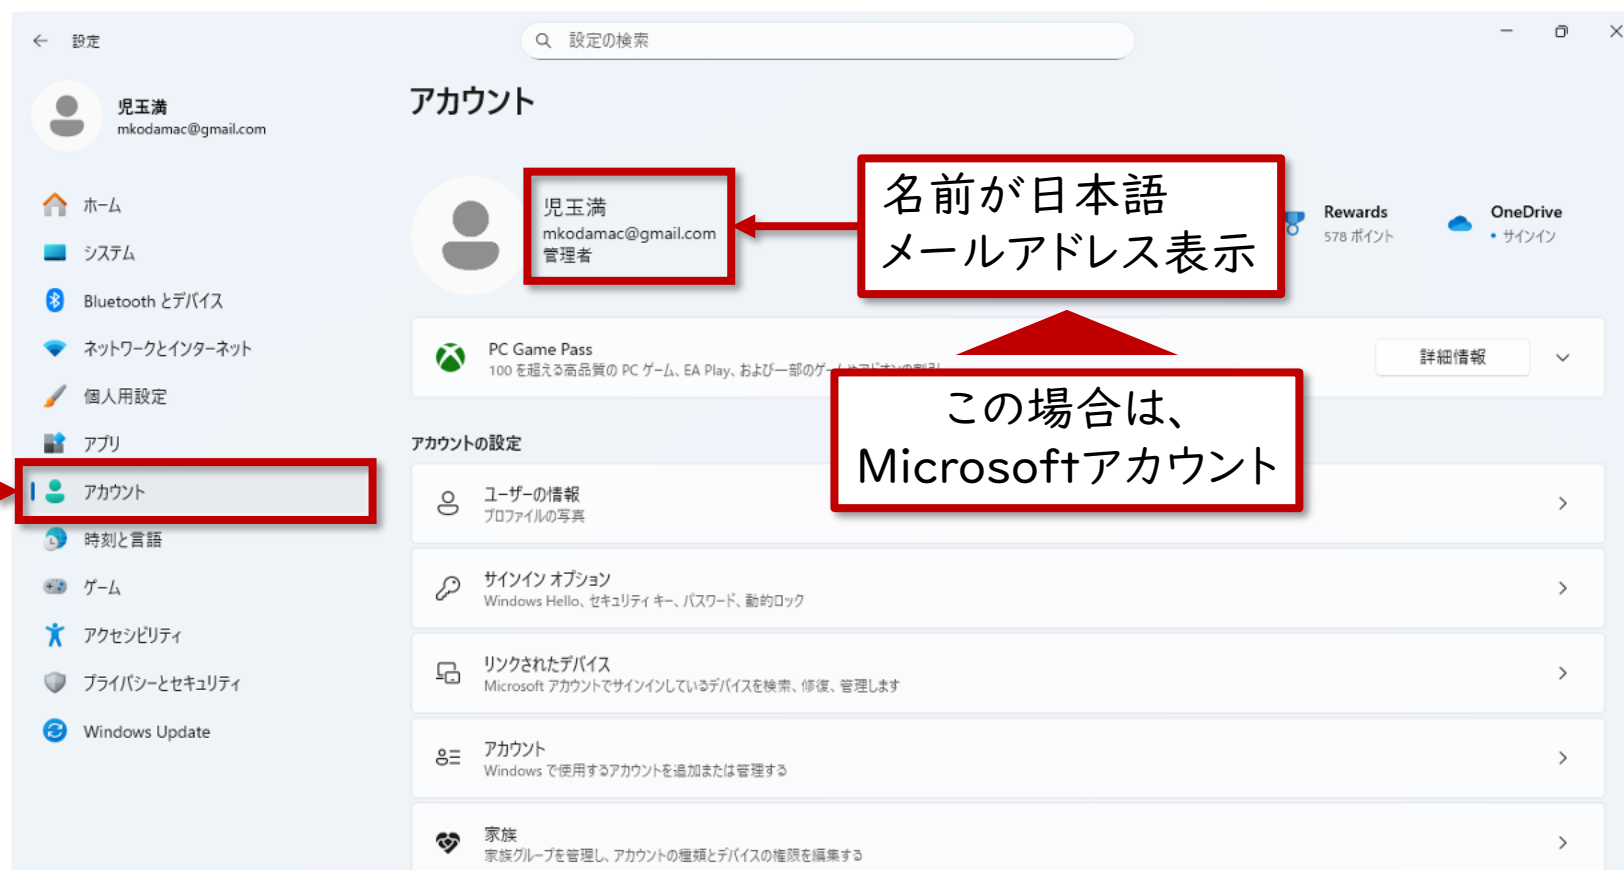 設定
設定の検索
児玉満
mkodamac@gmail.com
ホーム
システム
Bluetooth とデバイス
ネットワークとインターネット
個人用設定
アプリ
アカウント
時刻と言語
ゲーム
アクセシビリティ
プライバシーとセキュリティ
Windows Update
アカウント
児玉満
mkodamac@gmail.com
管理者
名前が日本語
メールアドレス表示
Rewards
578 ポイント
OneDrive
• サインイン
PC Game Pass
100 を超える高品質の PC ゲーム、EA Play、および一部のゲームやアドオンの割引
詳細情報
この場合は、
Microsoftアカウント
アカウントの設定
ユーザーの情報
プロファイルの写真
サインイン オプション
Windows Hello、セキュリティ キー、パスワード、動的ロック
リンクされたデバイス
Microsoft アカウントでサインインしているデバイスを検索、修復、管理します
アカウント
Windows で使用するアカウントを追加または管理する
家族
家族グループを管理し、アカウントの種類とデバイスの権限を編集する